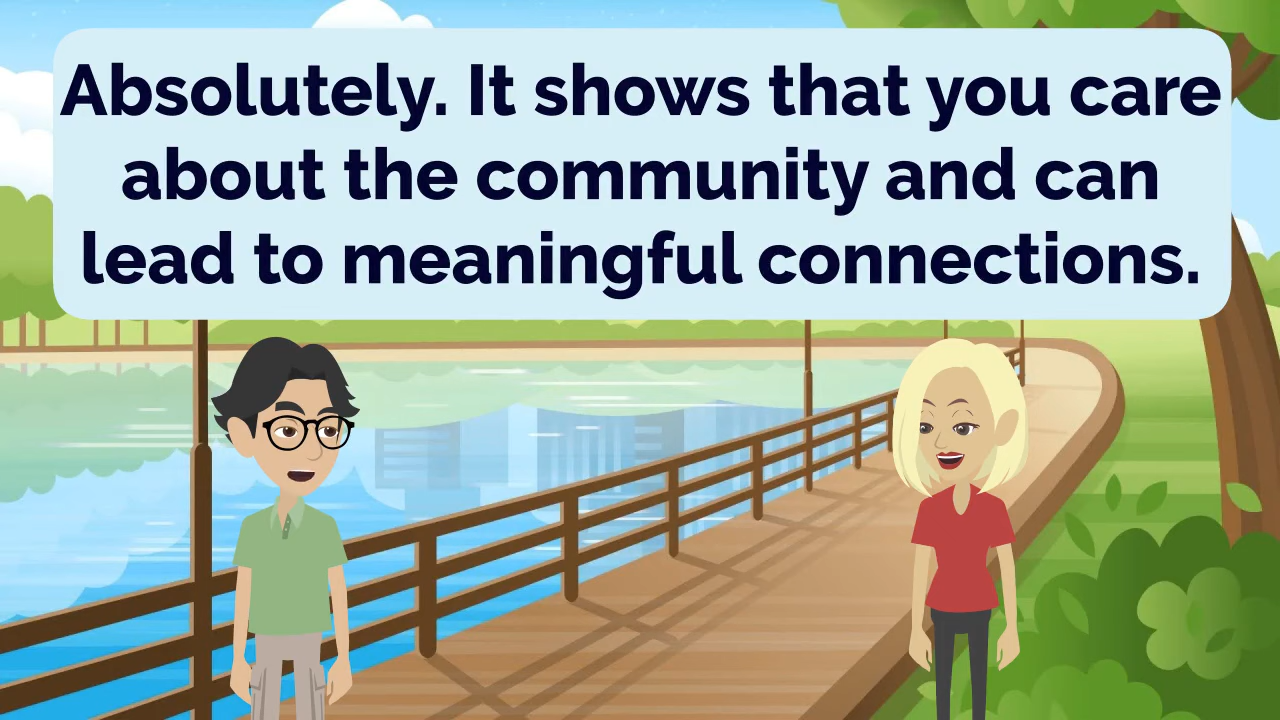 Absolutely. It shows that you care
about the community and can
lead to meaningful connections.